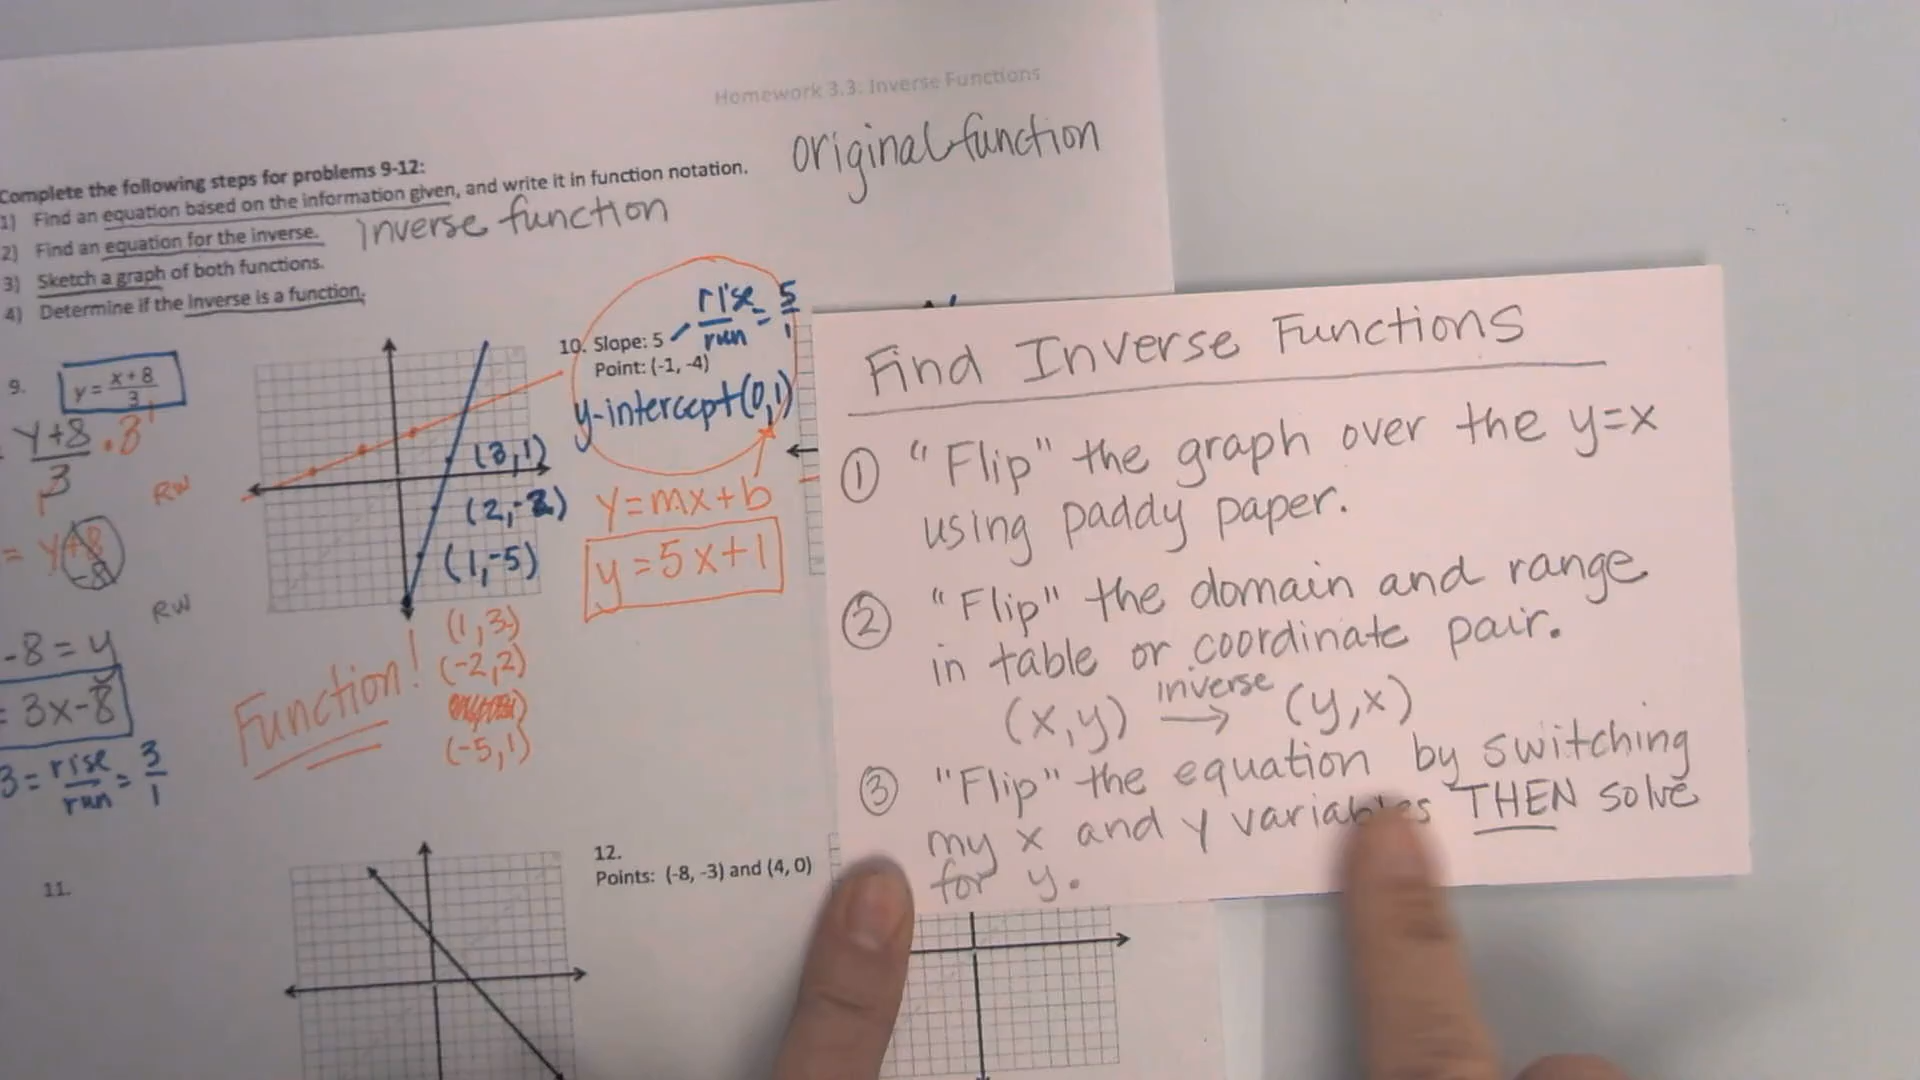 Homework 3.3: Inverse Functions
original function
Complete the following steps for problems 9-12:
1) Find an equation based on the information given, and write it in function notation.
2) Find an equation for the inverse. Inverse function
3) Sketch a graph of both functions.
4) Determine if the inverse is a function.
9. y = x + 8 / 3
y+8 / 3 · 3
RW
= y+8
-8
RW
-8 = y
= 3x-8
3 = rise / run = 3 / 1
(3,1)
(2,-2)
(1,-5)
Function!
(1,3)
(-2,2)
(-5,1)
10. Slope: 5 rise / run = 5 / 1
Point: (-1, -4)
y-intercept (0,1)
y=mx+b
y=5x+1
11.
12.
Points: (-8, -3) and (4, 0)
Find Inverse Functions
① "Flip" the graph over the y=x
using paddy paper.
② "Flip" the domain and range
in table or coordinate pair.
(x,y) inverse → (y,x)
③ "Flip" the equation by switching
my x and y variables THEN solve
for y.